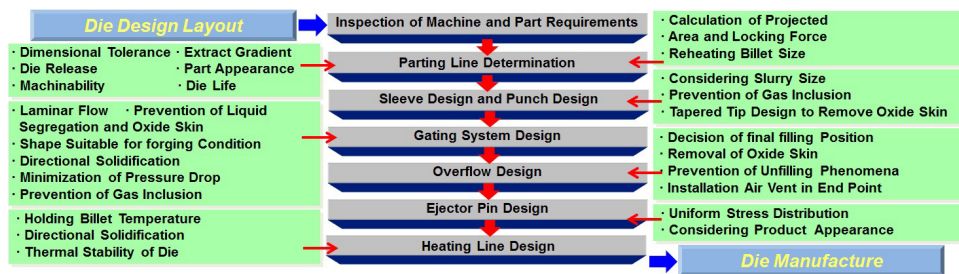 Die Design Layout
Inspection of Machine and Part Requirements
Parting Line Determination
Sleeve Design and Punch Design
Gating System Design
Overflow Design
Ejector Pin Design
Heating Line Design
Die Manufacture
· Dimensional Tolerance · Extract Gradient
· Die Release · Part Appearance
· Machinability · Die Life
· Laminar Flow · Prevention of Liquid
Segregation and Oxide Skin
· Shape Suitable for forging Condition
· Directional Solidification
· Minimization of Pressure Drop
· Prevention of Gas Inclusion
· Holding Billet Temperature
· Directional Solidification
· Thermal Stability of Die
· Calculation of Projected
· Area and Locking Force
· Reheating Billet Size
· Considering Slurry Size
· Prevention of Gas Inclusion
· Tapered Tip Design to Remove Oxide Skin
· Decision of final filling Position
· Removal of Oxide Skin
· Prevention of Unfilling Phenomena
· Installation Air Vent in End Point
· Uniform Stress Distribution
· Considering Product Appearance